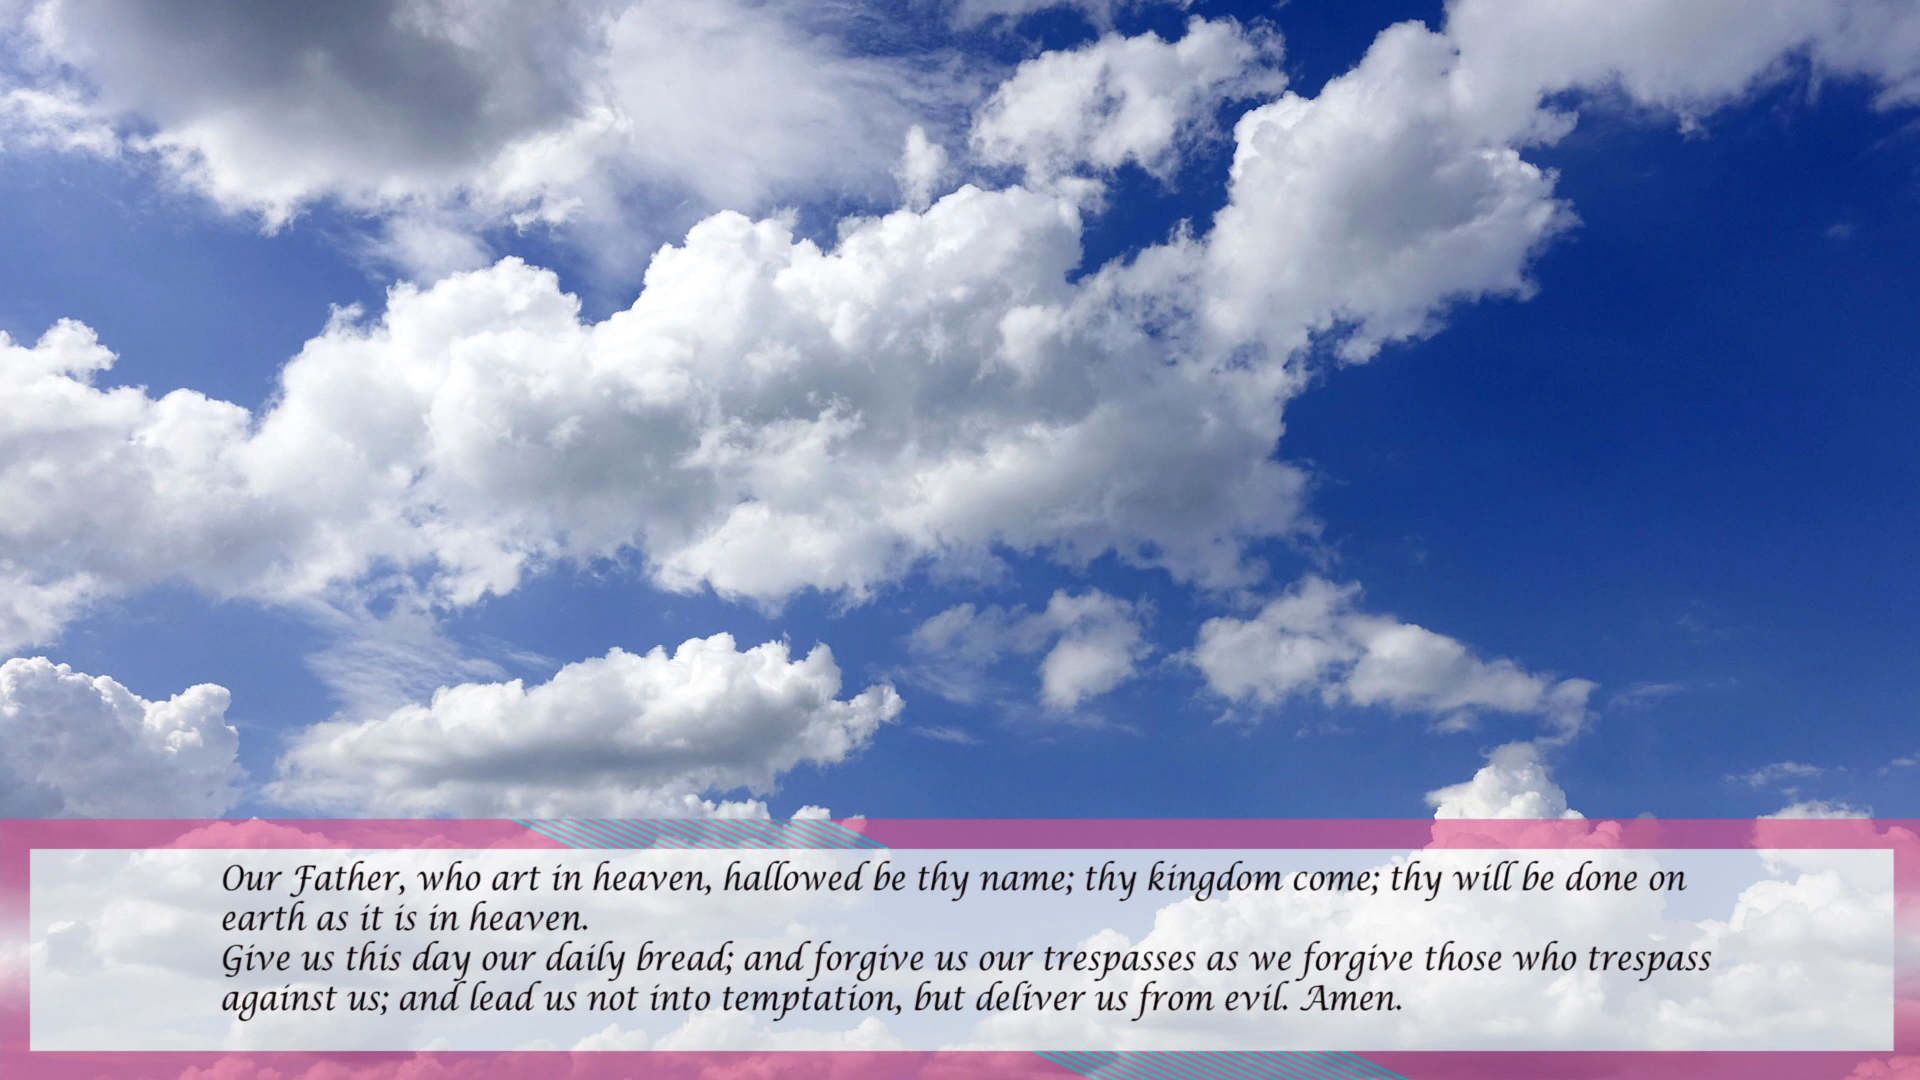 Our Father, who art in heaven, hallowed be thy name; thy kingdom come; thy will be done on
earth as it is in heaven.
Give us this day our daily bread; and forgive us our trespasses as we forgive those who trespass
against us; and lead us not into temptation, but deliver us from evil. Amen.